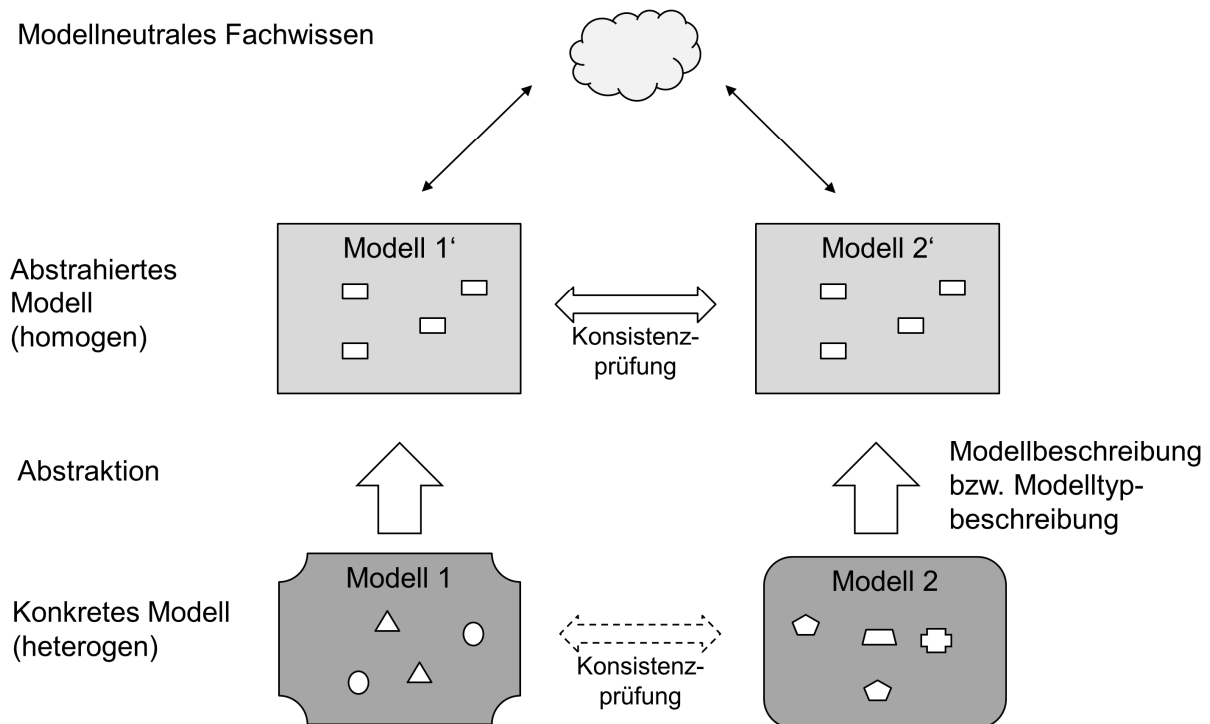 Modellneutrales Fachwissen
Modell 1‘
Modell 2‘
Abstrahiertes
Modell
(homogen)
Konsistenz-
prüfung
Abstraktion
Modellbeschreibung
bzw. Modelltyp-
beschreibung
Modell 1
Modell 2
Konkretes Modell
(heterogen)
Konsistenz-
prüfung